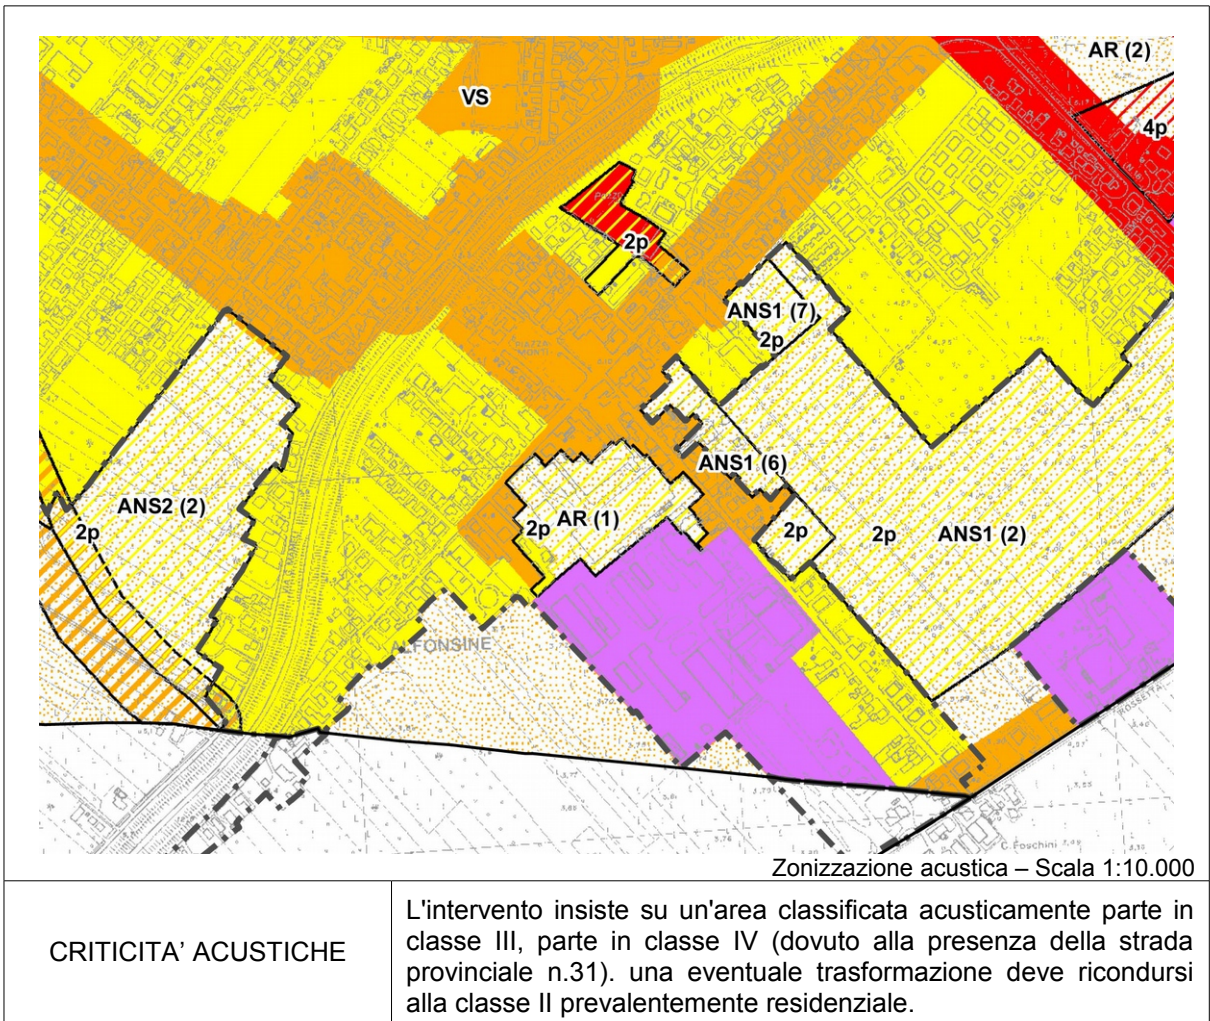 AR (2)
VS
4p
2p
ANS1 (7)
2p
PIAZZA
MONTI
ANS1 (6)
ANS2 (2)
2p
2p
AR (1)
2p
2p
ANS1 (2)
ALFONSINE
C. Foschini
Zonizzazione acustica – Scala 1:10.000
CRITICITA’ ACUSTICHE
L'intervento insiste su un'area classificata acusticamente parte in
classe III, parte in classe IV (dovuto alla presenza della strada
provinciale n.31). una eventuale trasformazione deve ricondursi
alla classe II prevalentemente residenziale.